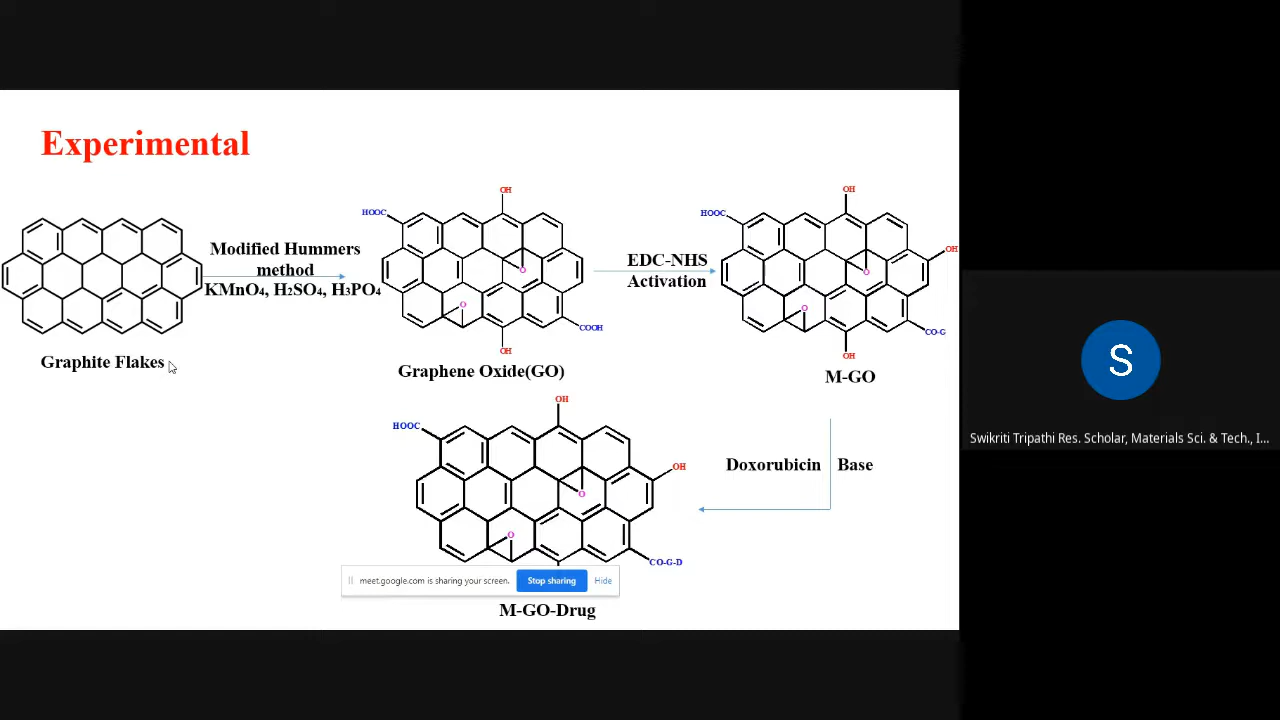 Experimental
Modified Hummers
method
KMnO₄, H₂SO₄, H₃PO₄
Graphite Flakes
HOOC
OH
O
O
COOH
OH
Graphene Oxide(GO)
EDC-NHS
Activation
HOOC
OH
OH
O
O
CO-G
OH
M-GO
Doxorubicin
Base
HOOC
OH
OH
O
O
CO-G-D
meet.google.com is sharing your screen.
Stop sharing
Hide
M-GO-Drug
S
Swikriti Tripathi Res. Scholar, Materials Sci. & Tech., I...